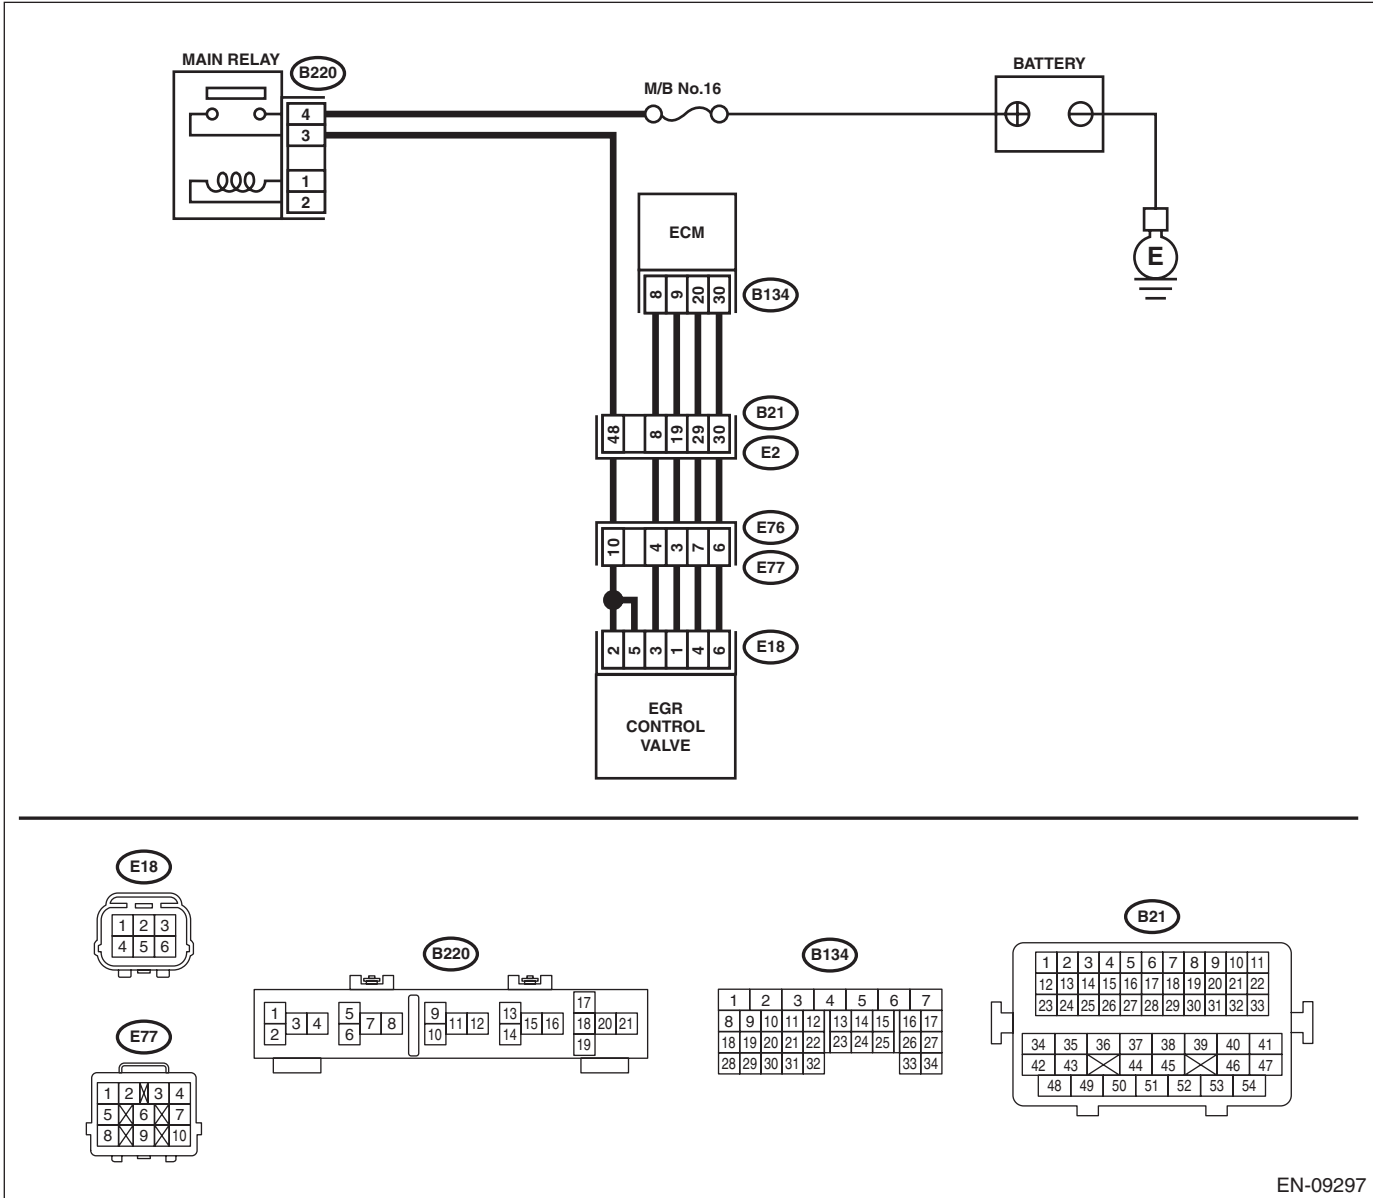 MAIN RELAY
B220
M/B No.16
BATTERY
4
3
1
2
E
ECM
8 9 20 30
B134
48 8 19 29 30
B21
E2
10 4 3 7 6
E76
E77
2 5 3 1 4 6
E18
EGR
CONTROL
VALVE
E18
1 2 3
4 5 6
E77
1 2 3 4
5 6 7
8 9 10
B220
1 2 3 4 5 6 7 8 9 10 11 12 13 14 15 16 17 18 19 20 21
B134
1 2 3 4 5 6 7
8 9 10 11 12 13 14 15 16 17
18 19 20 21 22 23 24 25 26 27
28 29 30 31 32 33 34
B21
1 2 3 4 5 6 7 8 9 10 11
12 13 14 15 16 17 18 19 20 21 22
23 24 25 26 27 28 29 30 31 32 33
34 35 36 37 38 39 40 41
42 43 44 45 46 47
48 49 50 51 52 53 54
EN-09297